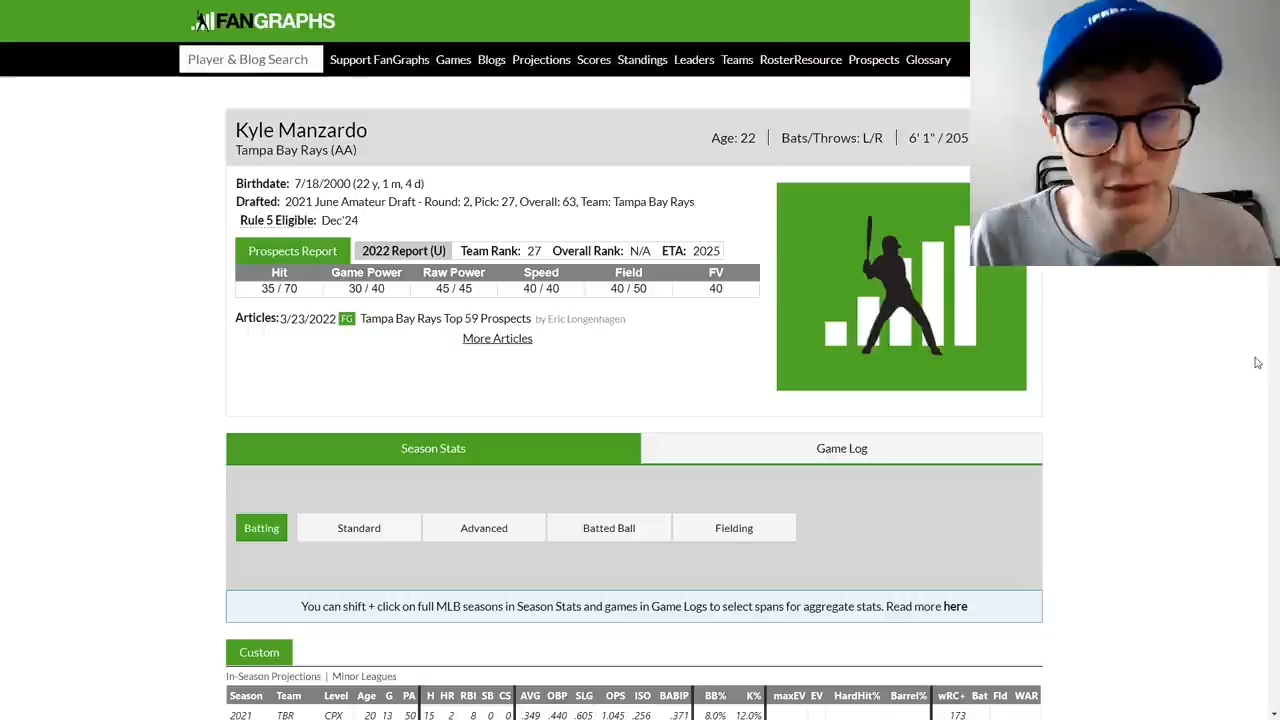 FANGRAPHS
Player & Blog Search Support FanGraphs Games Blogs Projections Scores Standings Leaders Teams RosterResource Prospects Glossary
Kyle Manzardo
Tampa Bay Rays (AA)
Age: 22 | Bats/Throws: L/R | 6' 1" / 205
Birthdate: 7/18/2000 (22 y, 1 m, 4 d)
Drafted: 2021 June Amateur Draft - Round: 2, Pick: 27, Overall: 63, Team: Tampa Bay Rays
Rule 5 Eligible: Dec'24
Prospects Report 2022 Report (U) Team Rank: 27 Overall Rank: N/A ETA: 2025
Hit Game Power Raw Power Speed Field FV
35 / 70 30 / 40 45 / 45 40 / 40 40 / 50 40
Articles: 3/23/2022 FG Tampa Bay Rays Top 59 Prospects by Eric Longenhagen
More Articles
Season Stats Game Log
Batting Standard Advanced Batted Ball Fielding
You can shift + click on full MLB seasons in Season Stats and games in Game Logs to select spans for aggregate stats. Read more here
Custom
In-Season Projections | Minor Leagues
Season Team Level Age G PA H HR RBI SB CS AVG OBP SLG OPS ISO BABIP BB% K% maxEV EV HardHit% Barrel% wRC+ Bat Fld WAR
2021 TBR CPX 20 13 50 15 2 8 0 0 .349 .440 .605 1.045 .256 .371 8.0% 12.0% 173